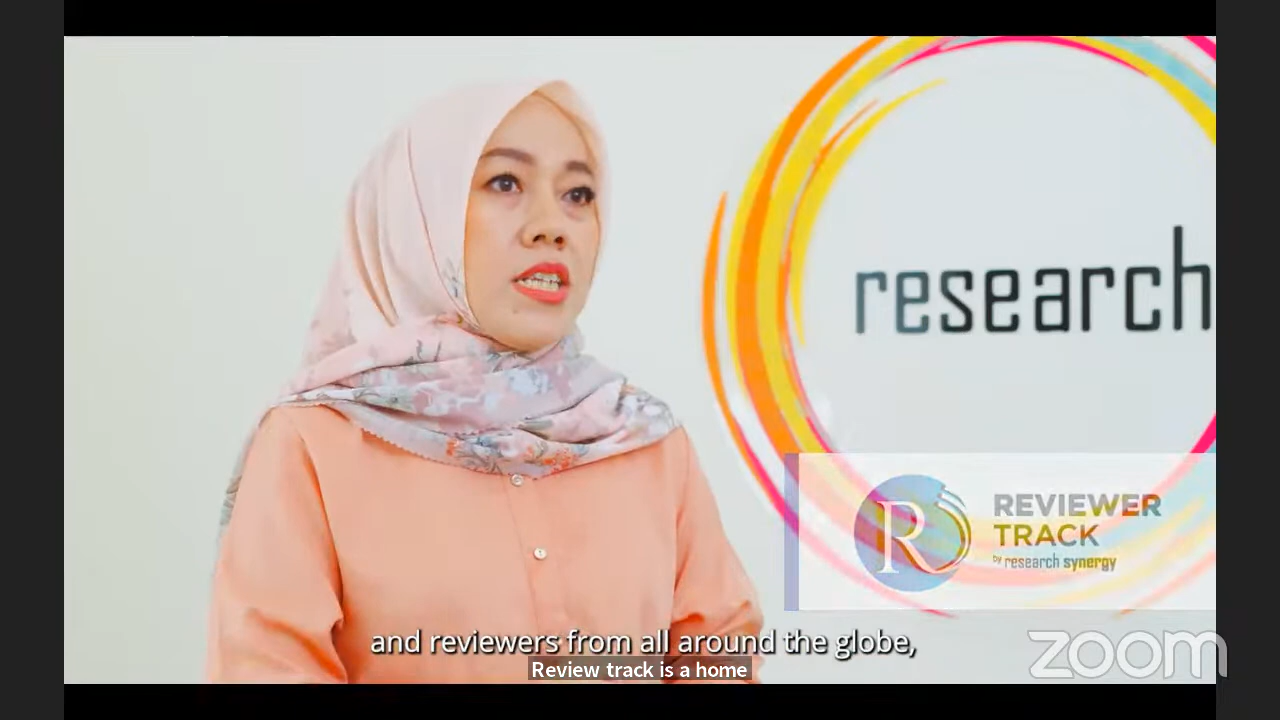 research
REVIEWER
TRACK
by research synergy
and reviewers from all around the globe,
Review track is a home
zoom